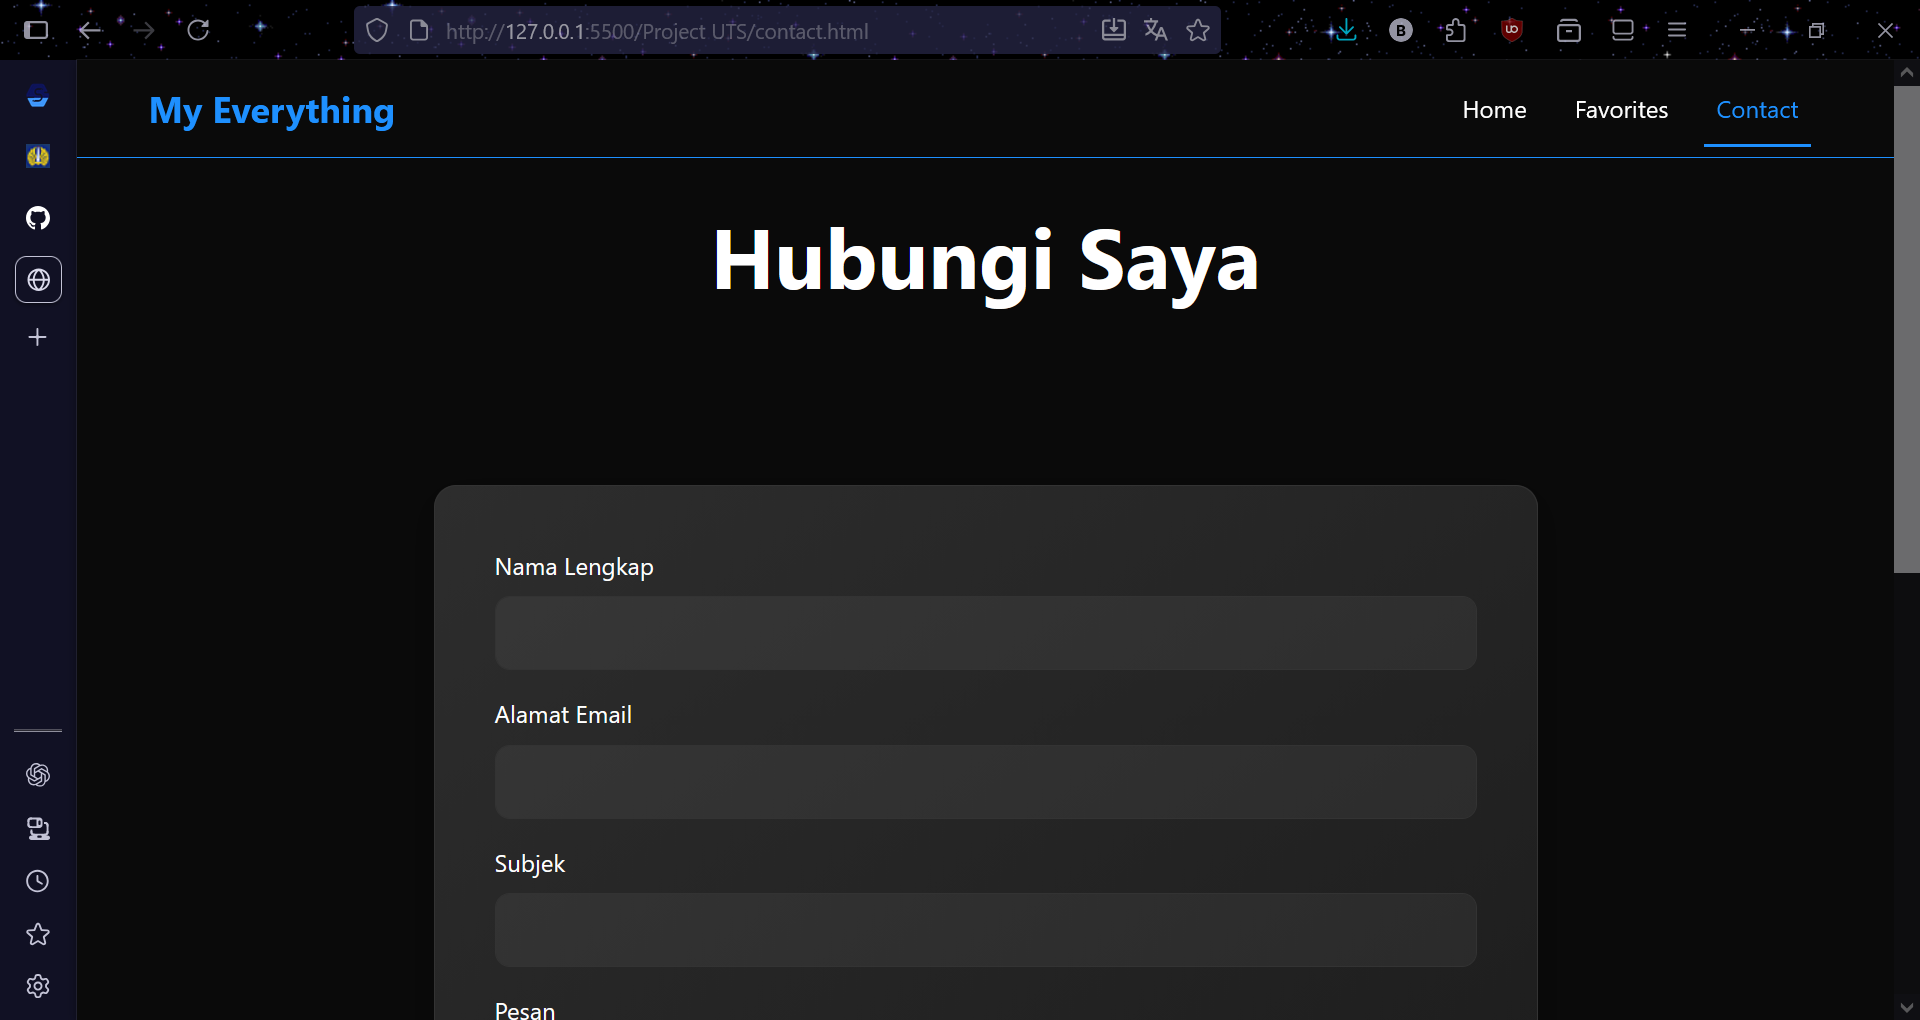 http://127.0.0.1:5500/Project UTS/contact.html
B
My Everything
Home
Favorites
Contact
Hubungi Saya
Nama Lengkap
Alamat Email
Subjek
Pesan